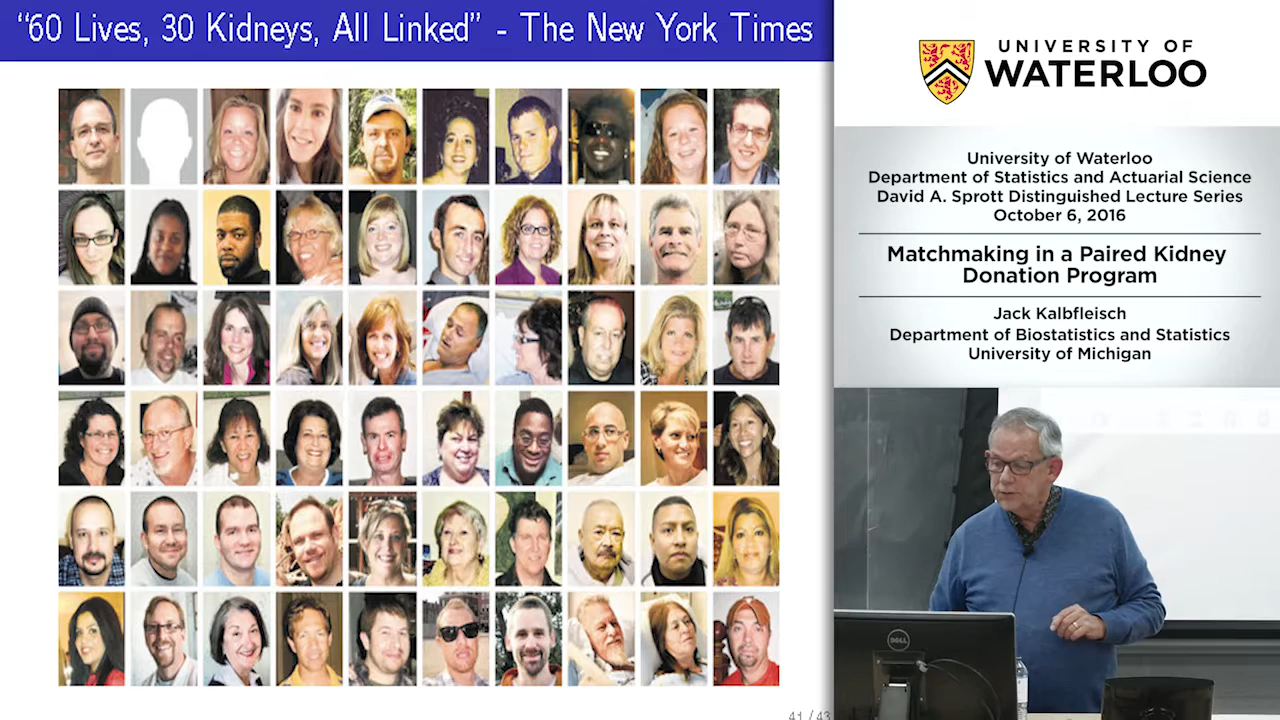 “60 Lives, 30 Kidneys, All Linked” - The New York Times
41 / 43
UNIVERSITY OF
WATERLOO
University of Waterloo
Department of Statistics and Actuarial Science
David A. Sprott Distinguished Lecture Series
October 6, 2016
Matchmaking in a Paired Kidney
Donation Program
Jack Kalbfleisch
Department of Biostatistics and Statistics
University of Michigan
DELL